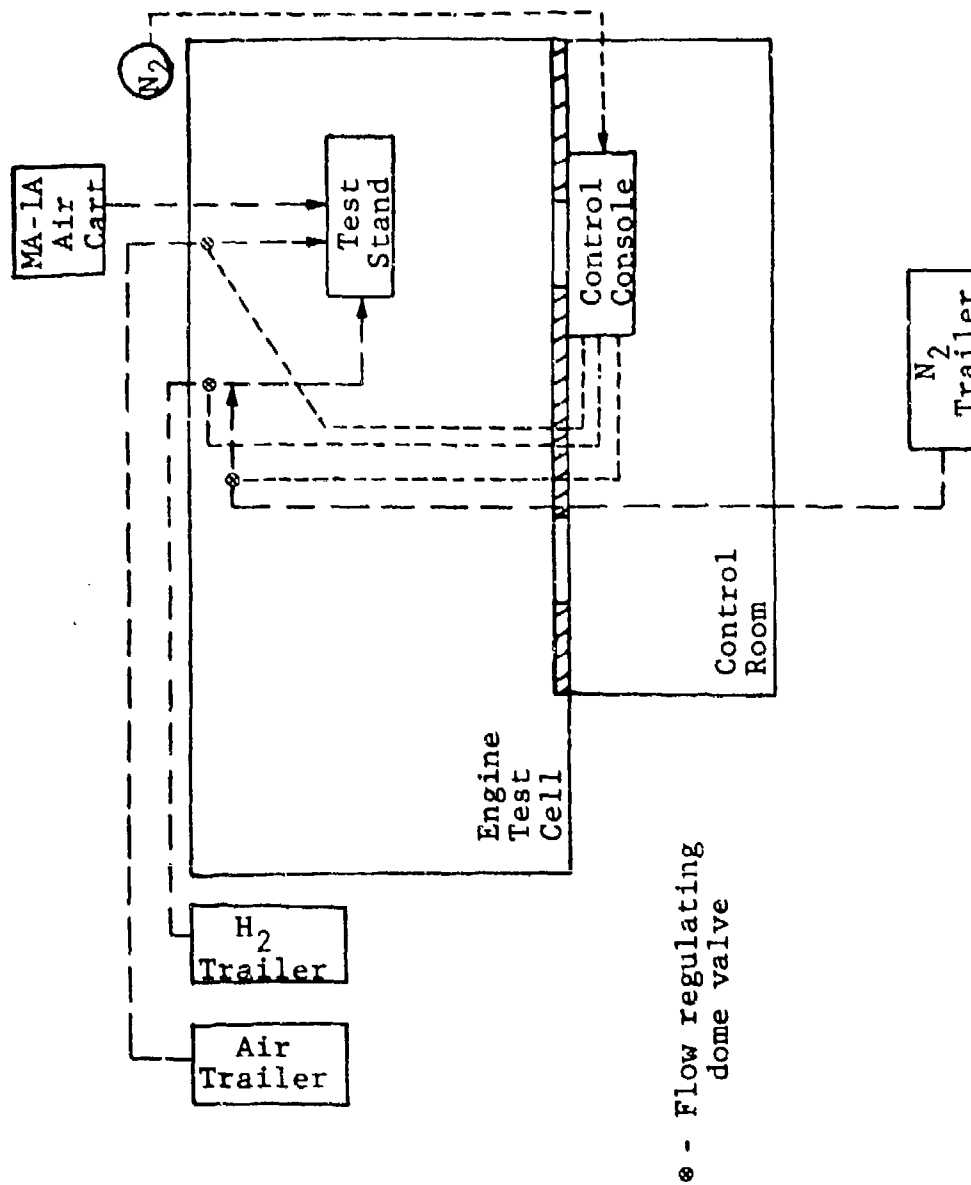 N2
MA-1A
Air
Cart
Test
Stand
Control
Console
N2
Trailer
Control
Room
Engine
Test
Cell
H2
Trailer
Air
Trailer
⊗ - Flow regulating
dome valve